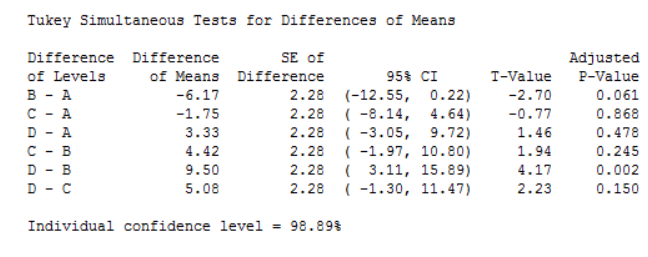 Tukey Simultaneous Tests for Differences of Means
Difference Difference SE of Adjusted
of Levels of Means Difference 95% CI T-Value P-Value
B - A -6.17 2.28 (-12.55, 0.22) -2.70 0.061
C - A -1.75 2.28 ( -8.14, 4.64) -0.77 0.868
D - A 3.33 2.28 ( -3.05, 9.72) 1.46 0.478
C - B 4.42 2.28 ( -1.97, 10.80) 1.94 0.245
D - B 9.50 2.28 ( 3.11, 15.89) 4.17 0.002
D - C 5.08 2.28 ( -1.30, 11.47) 2.23 0.150
Individual confidence level = 98.89%